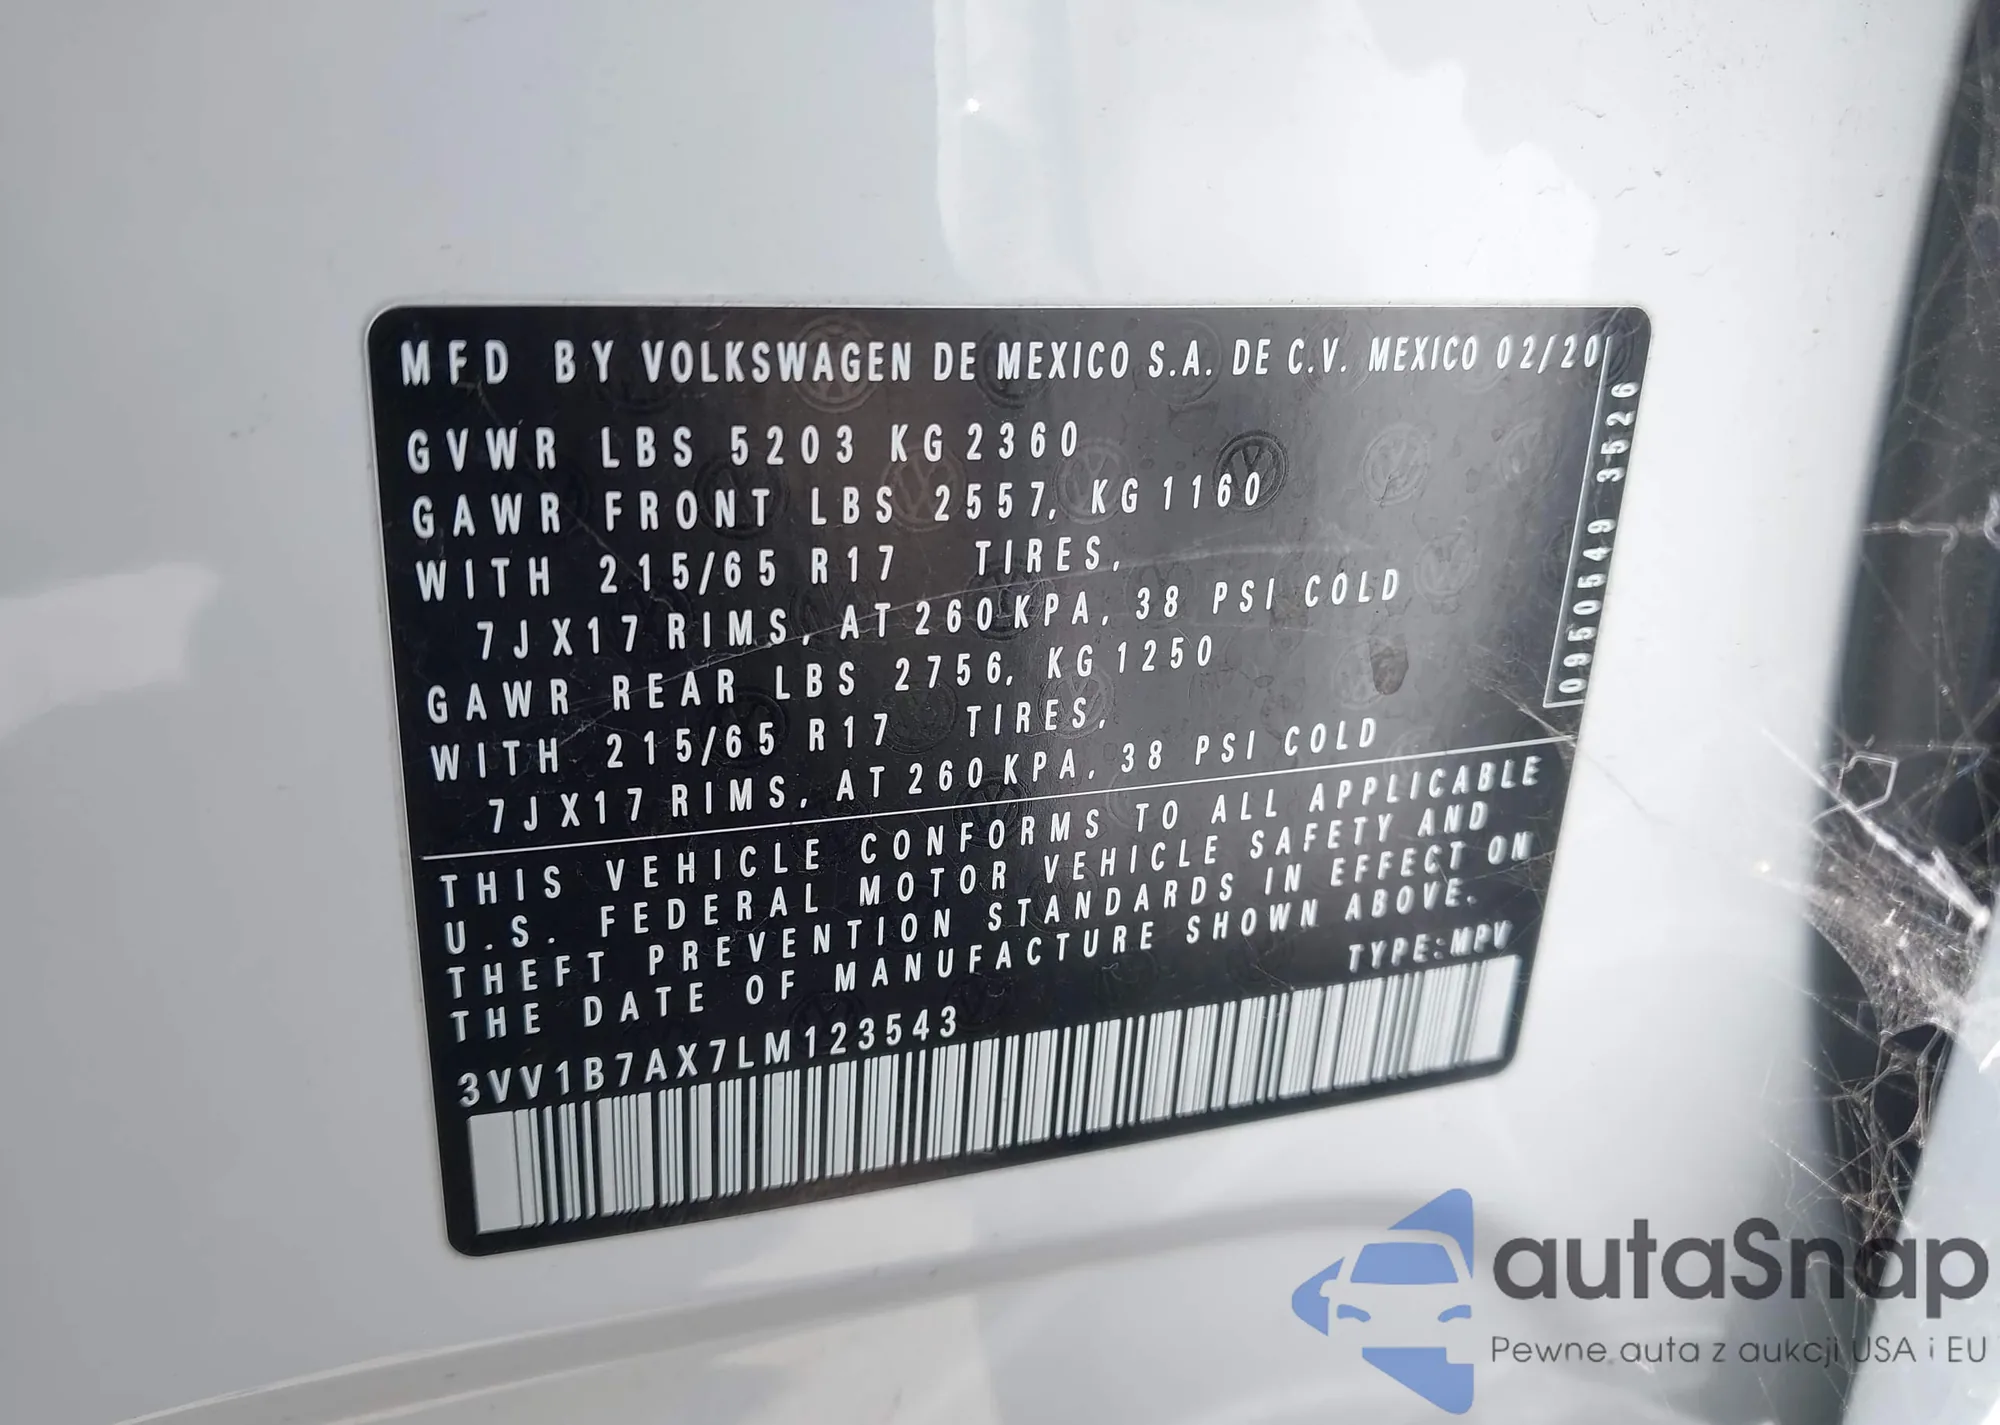 MFD BY VOLKSWAGEN DE MEXICO S.A. DE C.V. MEXICO 02/20
GVWR LBS 5203 KG 2360
GAWR FRONT LBS 2557, KG 1160
WITH 215/65 R17 TIRES,
7JX17 RIMS, AT 260 KPA, 38 PSI COLD
GAWR REAR LBS 2756, KG 1250
WITH 215/65 R17 TIRES,
7JX17 RIMS, AT 260 KPA, 38 PSI COLD
0950549 3526
THIS VEHICLE CONFORMS TO ALL APPLICABLE
U.S. FEDERAL MOTOR VEHICLE SAFETY AND
THEFT PREVENTION STANDARDS IN EFFECT ON
THE DATE OF MANUFACTURE SHOWN ABOVE.
TYPE:MPV
3VV1B7AX7LM123543
autaSnap
Pewne auta z aukcji USA i EU